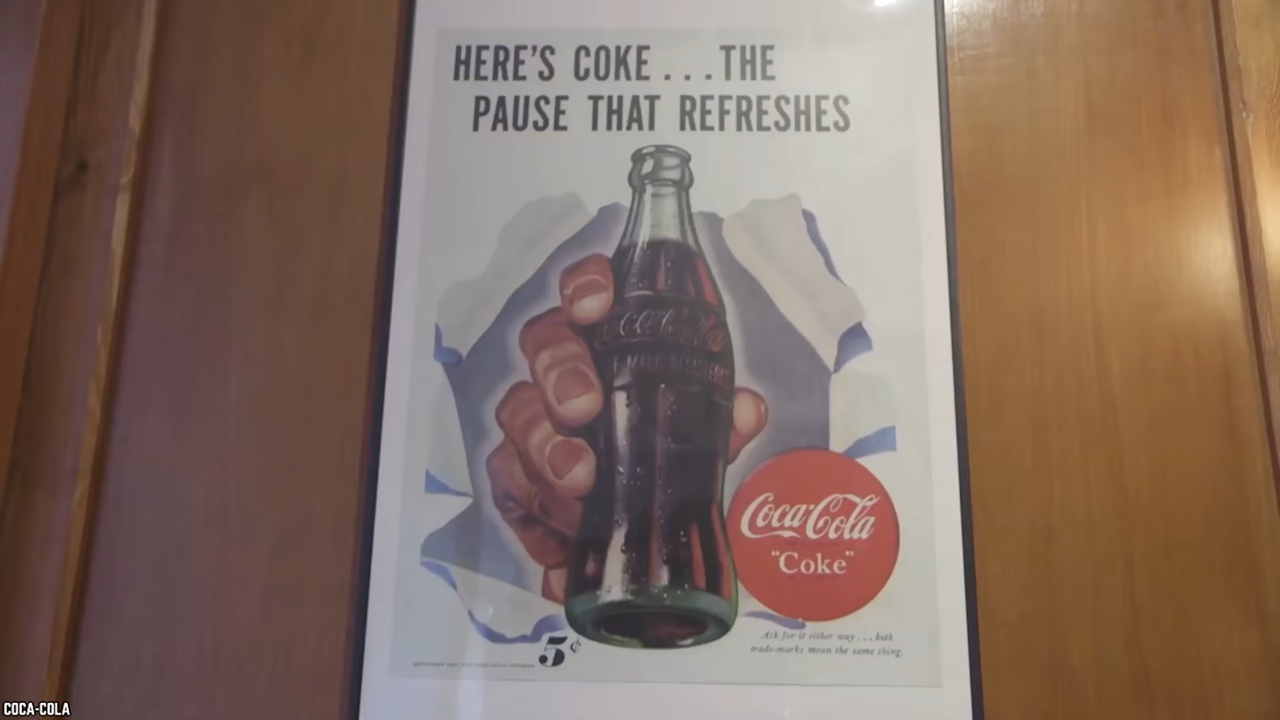 HERE'S COKE...THE
PAUSE THAT REFRESHES
Coca-Cola
Coca-Cola
"Coke"
Ask for it either way...both
trade-marks mean the same thing.
5¢
COCA-COLA